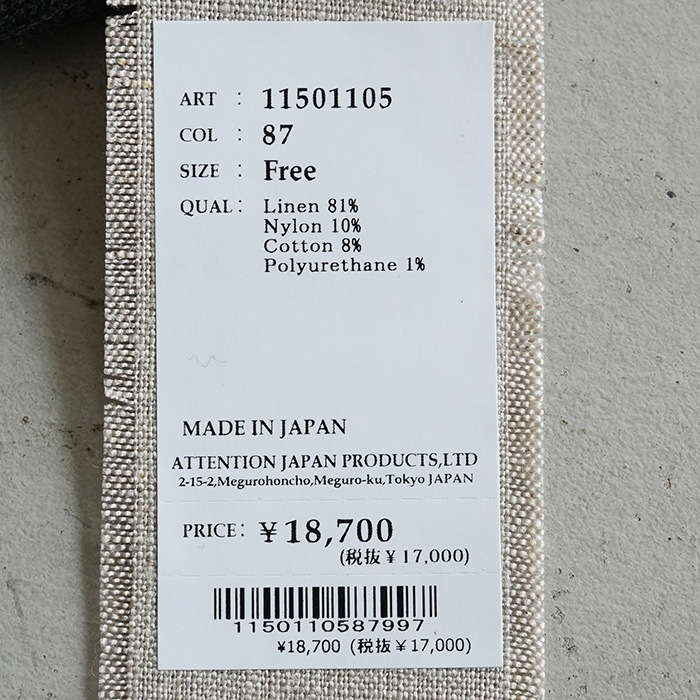 ART : 11501105
COL : 87
SIZE : Free
QUAL: Linen 81%
Nylon 10%
Cotton 8%
Polyurethane 1%
MADE IN JAPAN
ATTENTION JAPAN PRODUCTS,LTD
2-15-2,Megurohoncho,Meguro-ku,Tokyo JAPAN
PRICE: ￥18,700
(税抜￥17,000)
1150110587997
¥18,700 (税抜￥17,000)